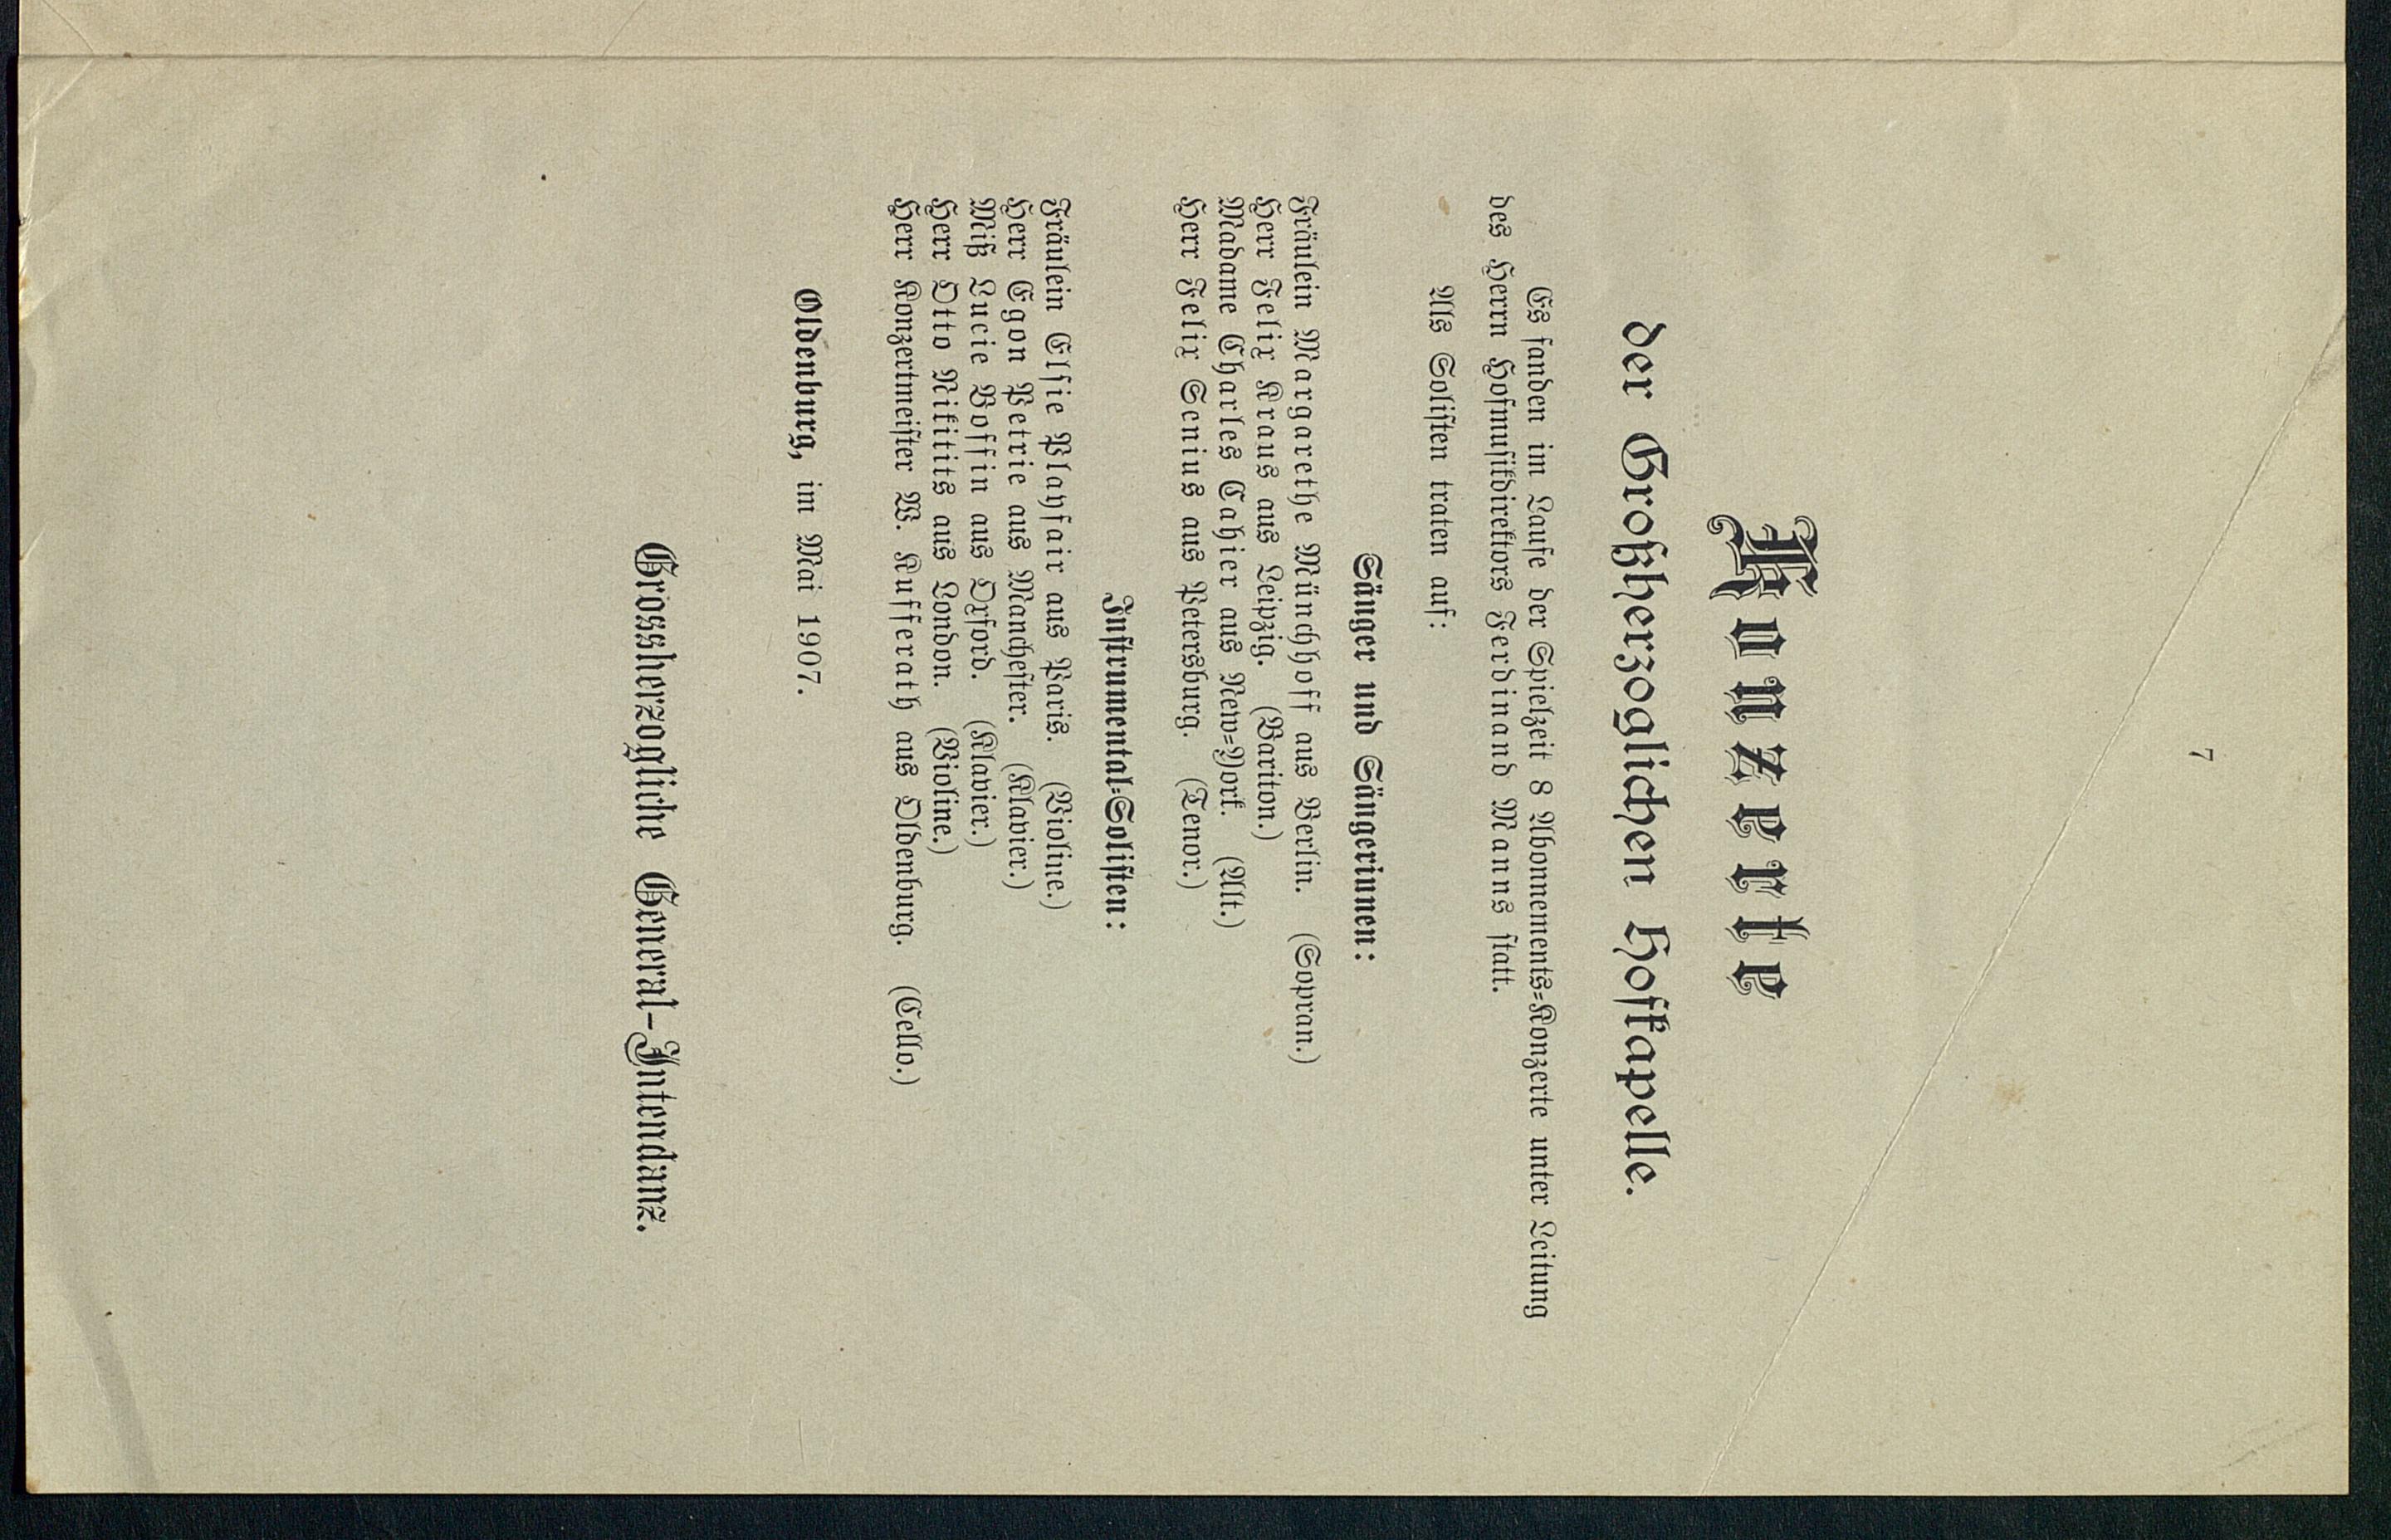 7
Konzerte
der Großherzoglichen Hofkapelle.
Es fanden im Laufe der Spielzeit 8 Abonnements=Konzerte unter Leitung
des Herrn Hofmusikdirektors Ferdinand Manns statt.
Als Solisten traten auf:
Sänger und Sängerinnen:
Fräulein Margarethe Münchhoff aus Berlin. (Sopran.)
Herr Felix Kraus aus Leipzig. (Bariton.)
Madame Charles Cahier aus New=York. (Alt.)
Herr Felix Senius aus Petersburg. (Tenor.)
Instrumental=Solisten:
Fräulein Elsie Playfair aus Paris. (Violine.)
Herr Egon Petrie aus Manchester. (Klavier.)
Miß Lucie Boffin aus Oxford. (Klavier.)
Herr Otto Nikitits aus London. (Violine.)
Herr Konzertmeister W. Kufferath aus Oldenburg. (Cello.)
Oldenburg, im Mai 1907.
Grossherzogliche General-Intendanz.